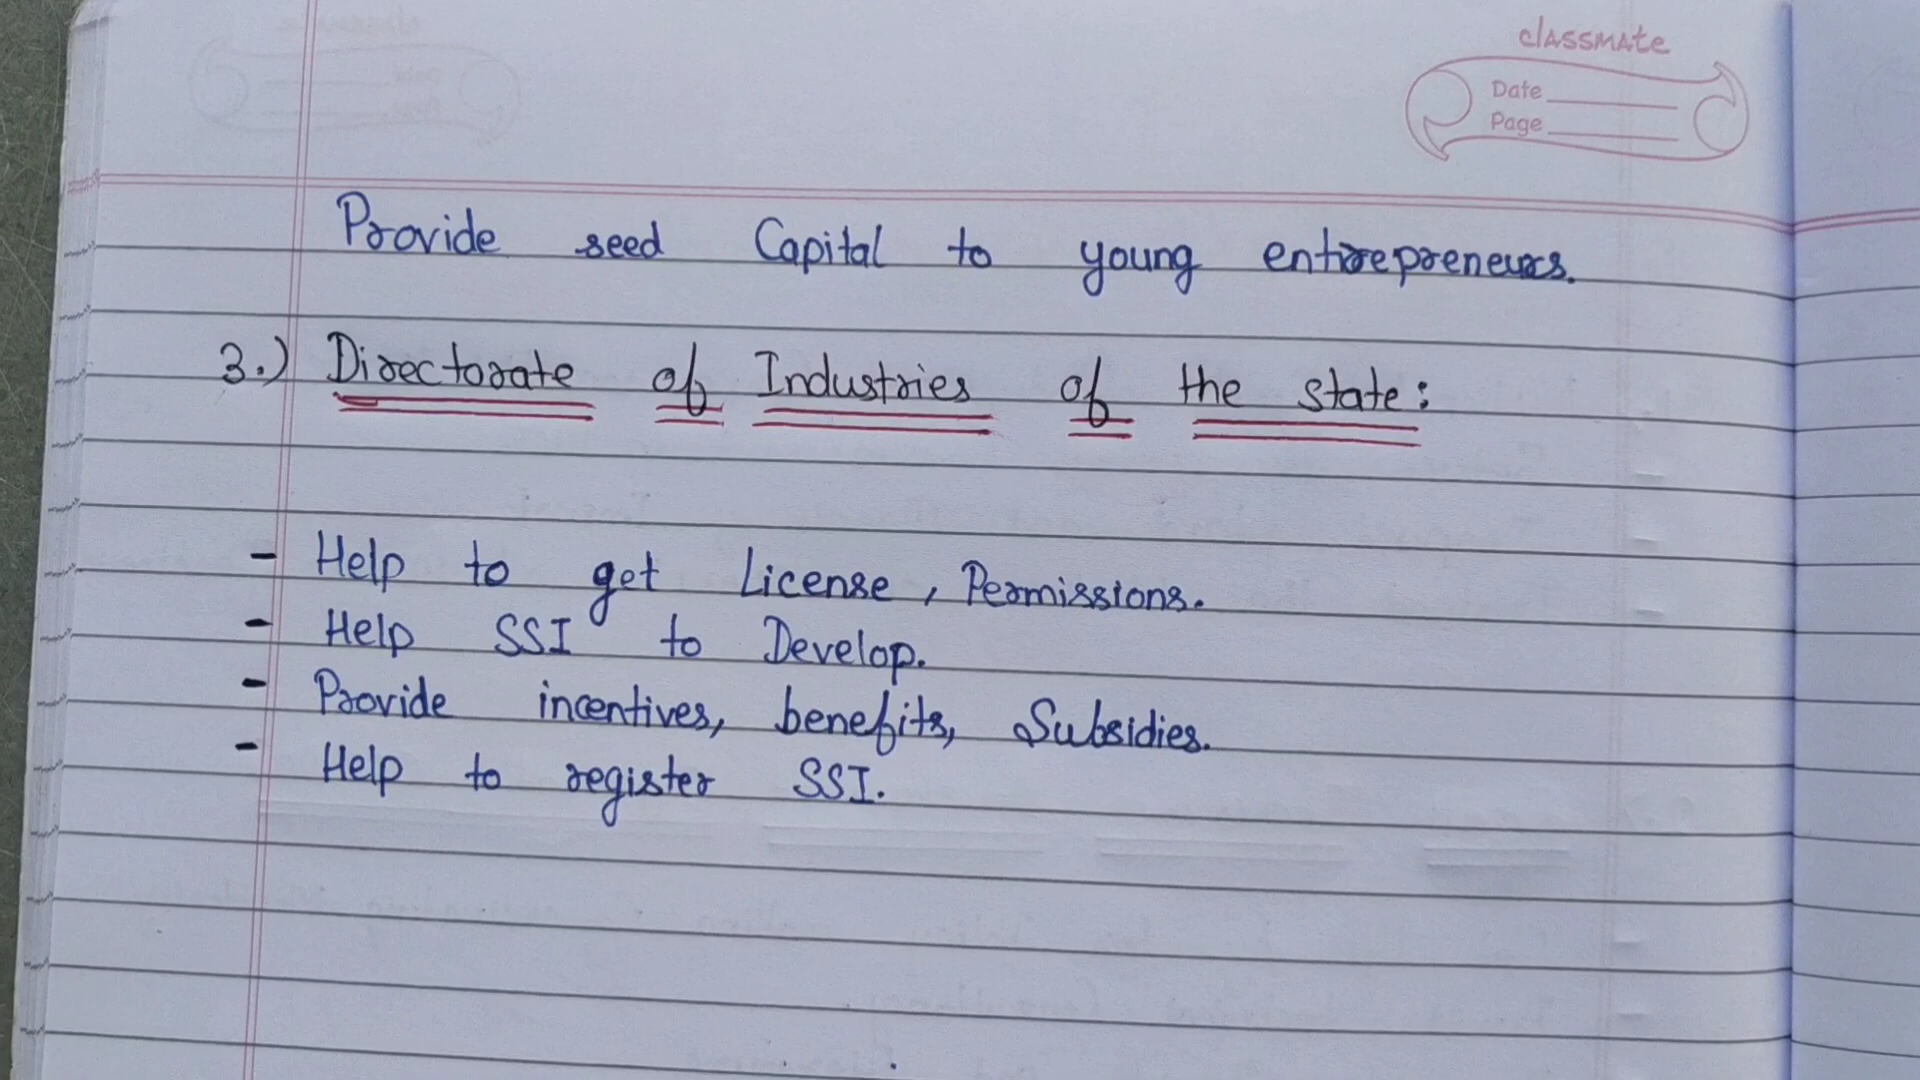 classmate
Date
Page
Provide seed Capital to young entrepreneurs.
3.) Directorate of Industries of the state:
- Help to get License, Permissions.
- Help SSI to Develop.
- Provide incentives, benefits, Subsidies.
- Help to register SSI.